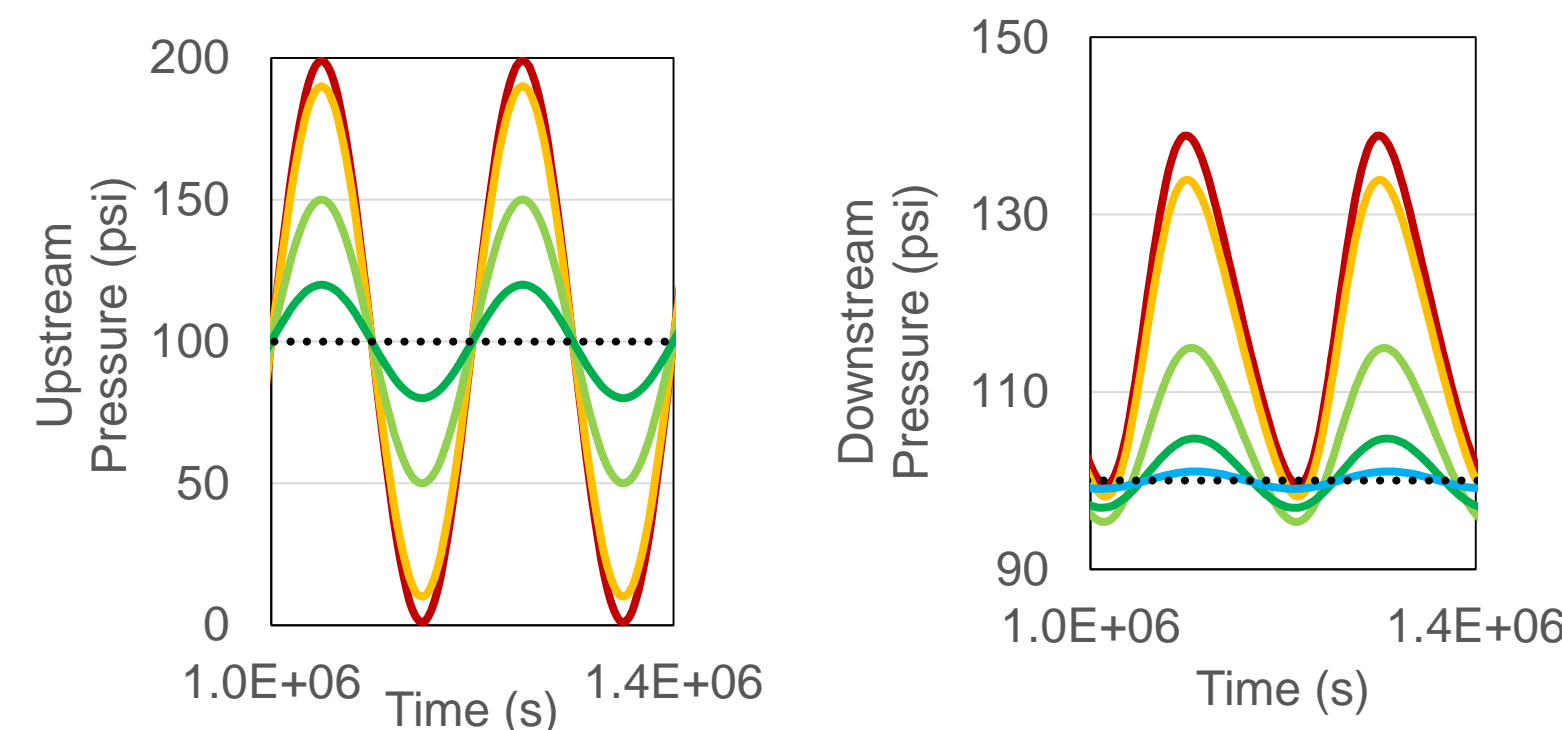 Upstream
Pressure (psi)
200
150
100
50
0
1.0E+06
1.4E+06
Time (s)
Downstream
Pressure (psi)
150
130
110
90
1.0E+06
1.4E+06
Time (s)